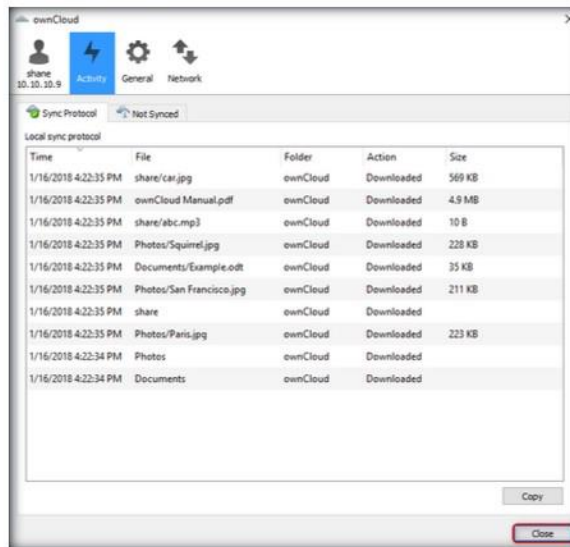 ownCloud
shane
10.10.10.9
Activity
General
Network
Sync Protocol Not Synced
Local sync protocol
Time File Folder Action Size
1/16/2018 4:22:35 PM share/car.jpg ownCloud Downloaded 569 KB
1/16/2018 4:22:35 PM ownCloud Manual.pdf ownCloud Downloaded 4.9 MB
1/16/2018 4:22:35 PM share/abc.mp3 ownCloud Downloaded 10 B
1/16/2018 4:22:35 PM Photos/Squirrel.jpg ownCloud Downloaded 228 KB
1/16/2018 4:22:35 PM Documents/Example.odt ownCloud Downloaded 35 KB
1/16/2018 4:22:35 PM Photos/San Francisco.jpg ownCloud Downloaded 211 KB
1/16/2018 4:22:35 PM share ownCloud Downloaded
1/16/2018 4:22:35 PM Photos/Paris.jpg ownCloud Downloaded 223 KB
1/16/2018 4:22:34 PM Photos ownCloud Downloaded
1/16/2018 4:22:34 PM Documents ownCloud Downloaded
Copy
Close